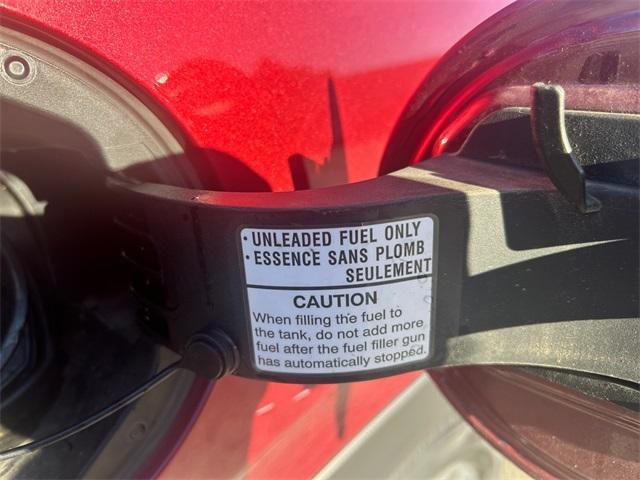 · UNLEADED FUEL ONLY
· ESSENCE SANS PLOMB
SEULEMENT
CAUTION
When filling the fuel to
the tank, do not add more
fuel after the fuel filler gun
has automatically stopped.